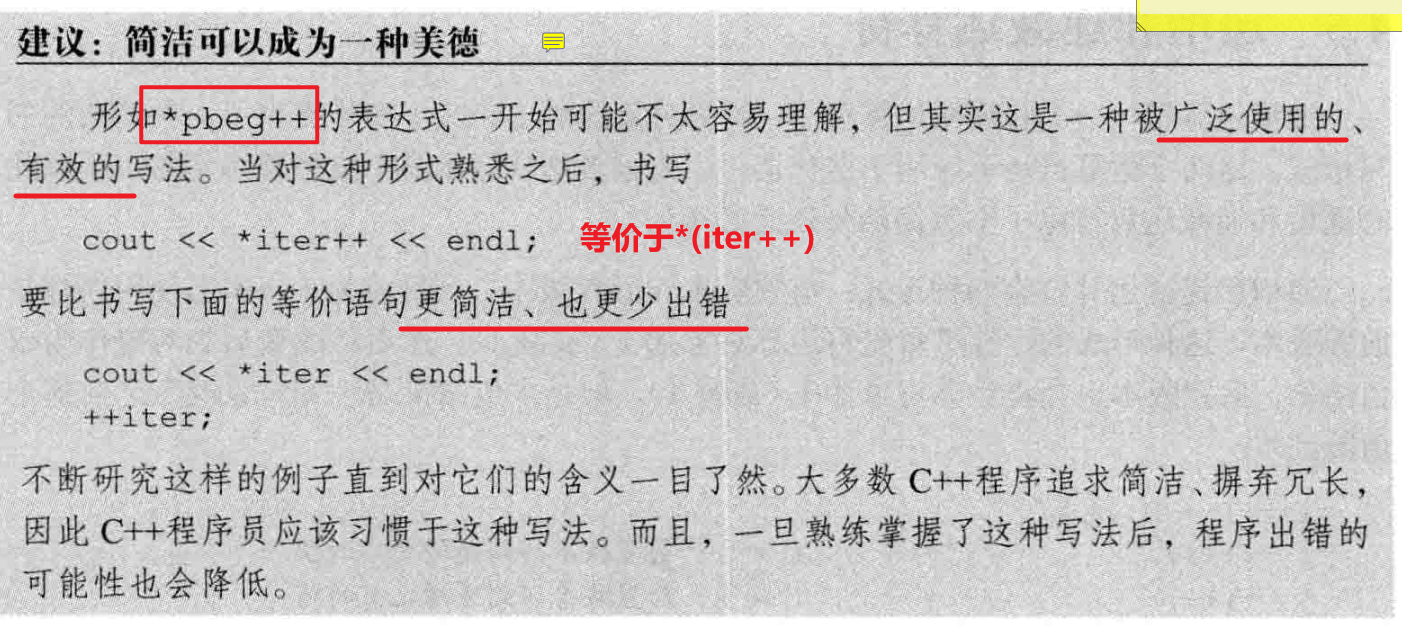 建议：简洁可以成为一种美德
形如*pbeg++的表达式一开始可能不太容易理解，但其实这是一种被广泛使用的、
有效的写法。当对这种形式熟悉之后，书写
cout << *iter++ << endl; 等价于*(iter++)
要比书写下面的等价语句更简洁、也更少出错
cout << *iter << endl;
++iter;
不断研究这样的例子直到对它们的含义一目了然。大多数 C++程序追求简洁、摒弃冗长，
因此 C++程序员应该习惯于这种写法。而且，一旦熟练掌握了这种写法后，程序出错的
可能性也会降低。